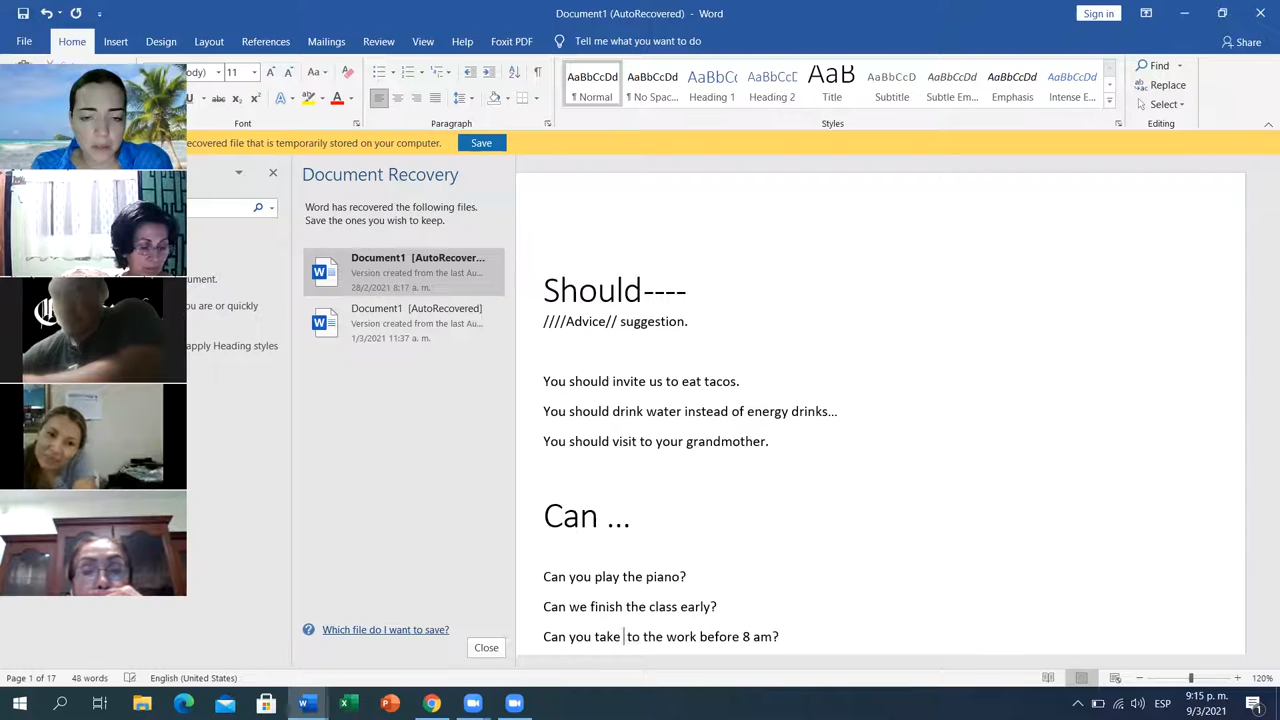 Document1 (AutoRecovered) - Word
Sign in
File Home Insert Design Layout References Mailings Review View Help Foxit PDF Tell me what you want to do
Share
11
Aa
AaBbCcDd AaBbCcDd AaBbCc AaBbCcD AaB AaBbCcD AaBbCcDd AaBbCcDd AaBbCcDd
¶ Normal ¶ No Spac... Heading 1 Heading 2 Title Subtitle Subtle Em... Emphasis Intense E...
Find
Replace
Select
Font Paragraph Styles Editing
ecovered file that is temporarily stored on your computer. Save
Document Recovery
Word has recovered the following files.
Save the ones you wish to keep.
Document1 [AutoRecover...
Version created from the last Au...
28/2/2021 8:17 a. m.
Document1 [AutoRecovered]
Version created from the last Au...
1/3/2021 11:37 a. m.
ument.
you are or quickly
apply Heading styles
Which file do I want to save?
Close
Should----
////Advice// suggestion.
You should invite us to eat tacos.
You should drink water instead of energy drinks...
You should visit to your grandmother.
Can ...
Can you play the piano?
Can we finish the class early?
Can you take to the work before 8 am?
Page 1 of 17 48 words English (United States) 120%
ESP 9:15 p. m.
9/3/2021